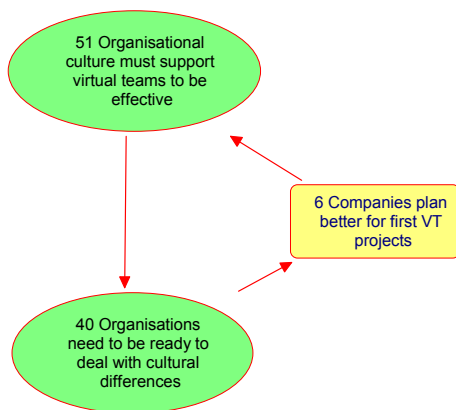 51 Organisational
culture must support
virtual teams to be
effective
6 Companies plan
better for first VT
projects
40 Organisations
need to be ready to
deal with cultural
differences